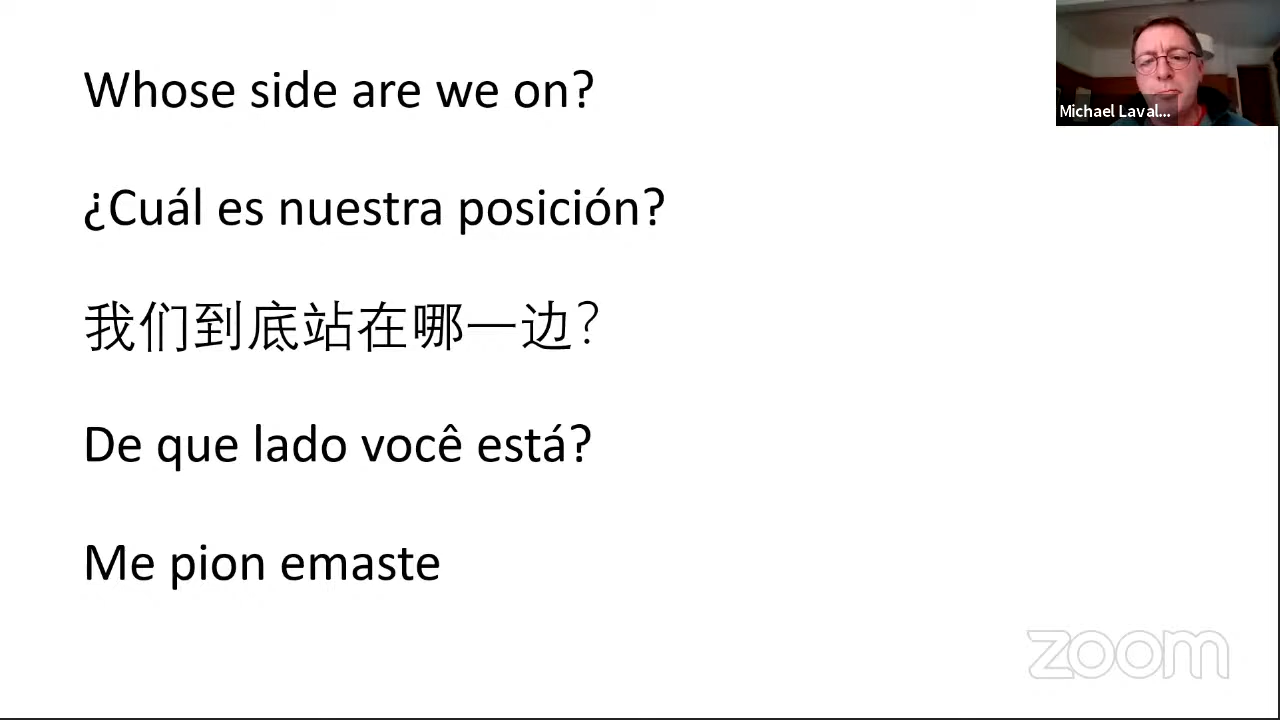 Whose side are we on?
Michael Laval...
¿Cuál es nuestra posición?
我们到底站在哪一边？
De que lado você está?
Me pion emaste
zoom